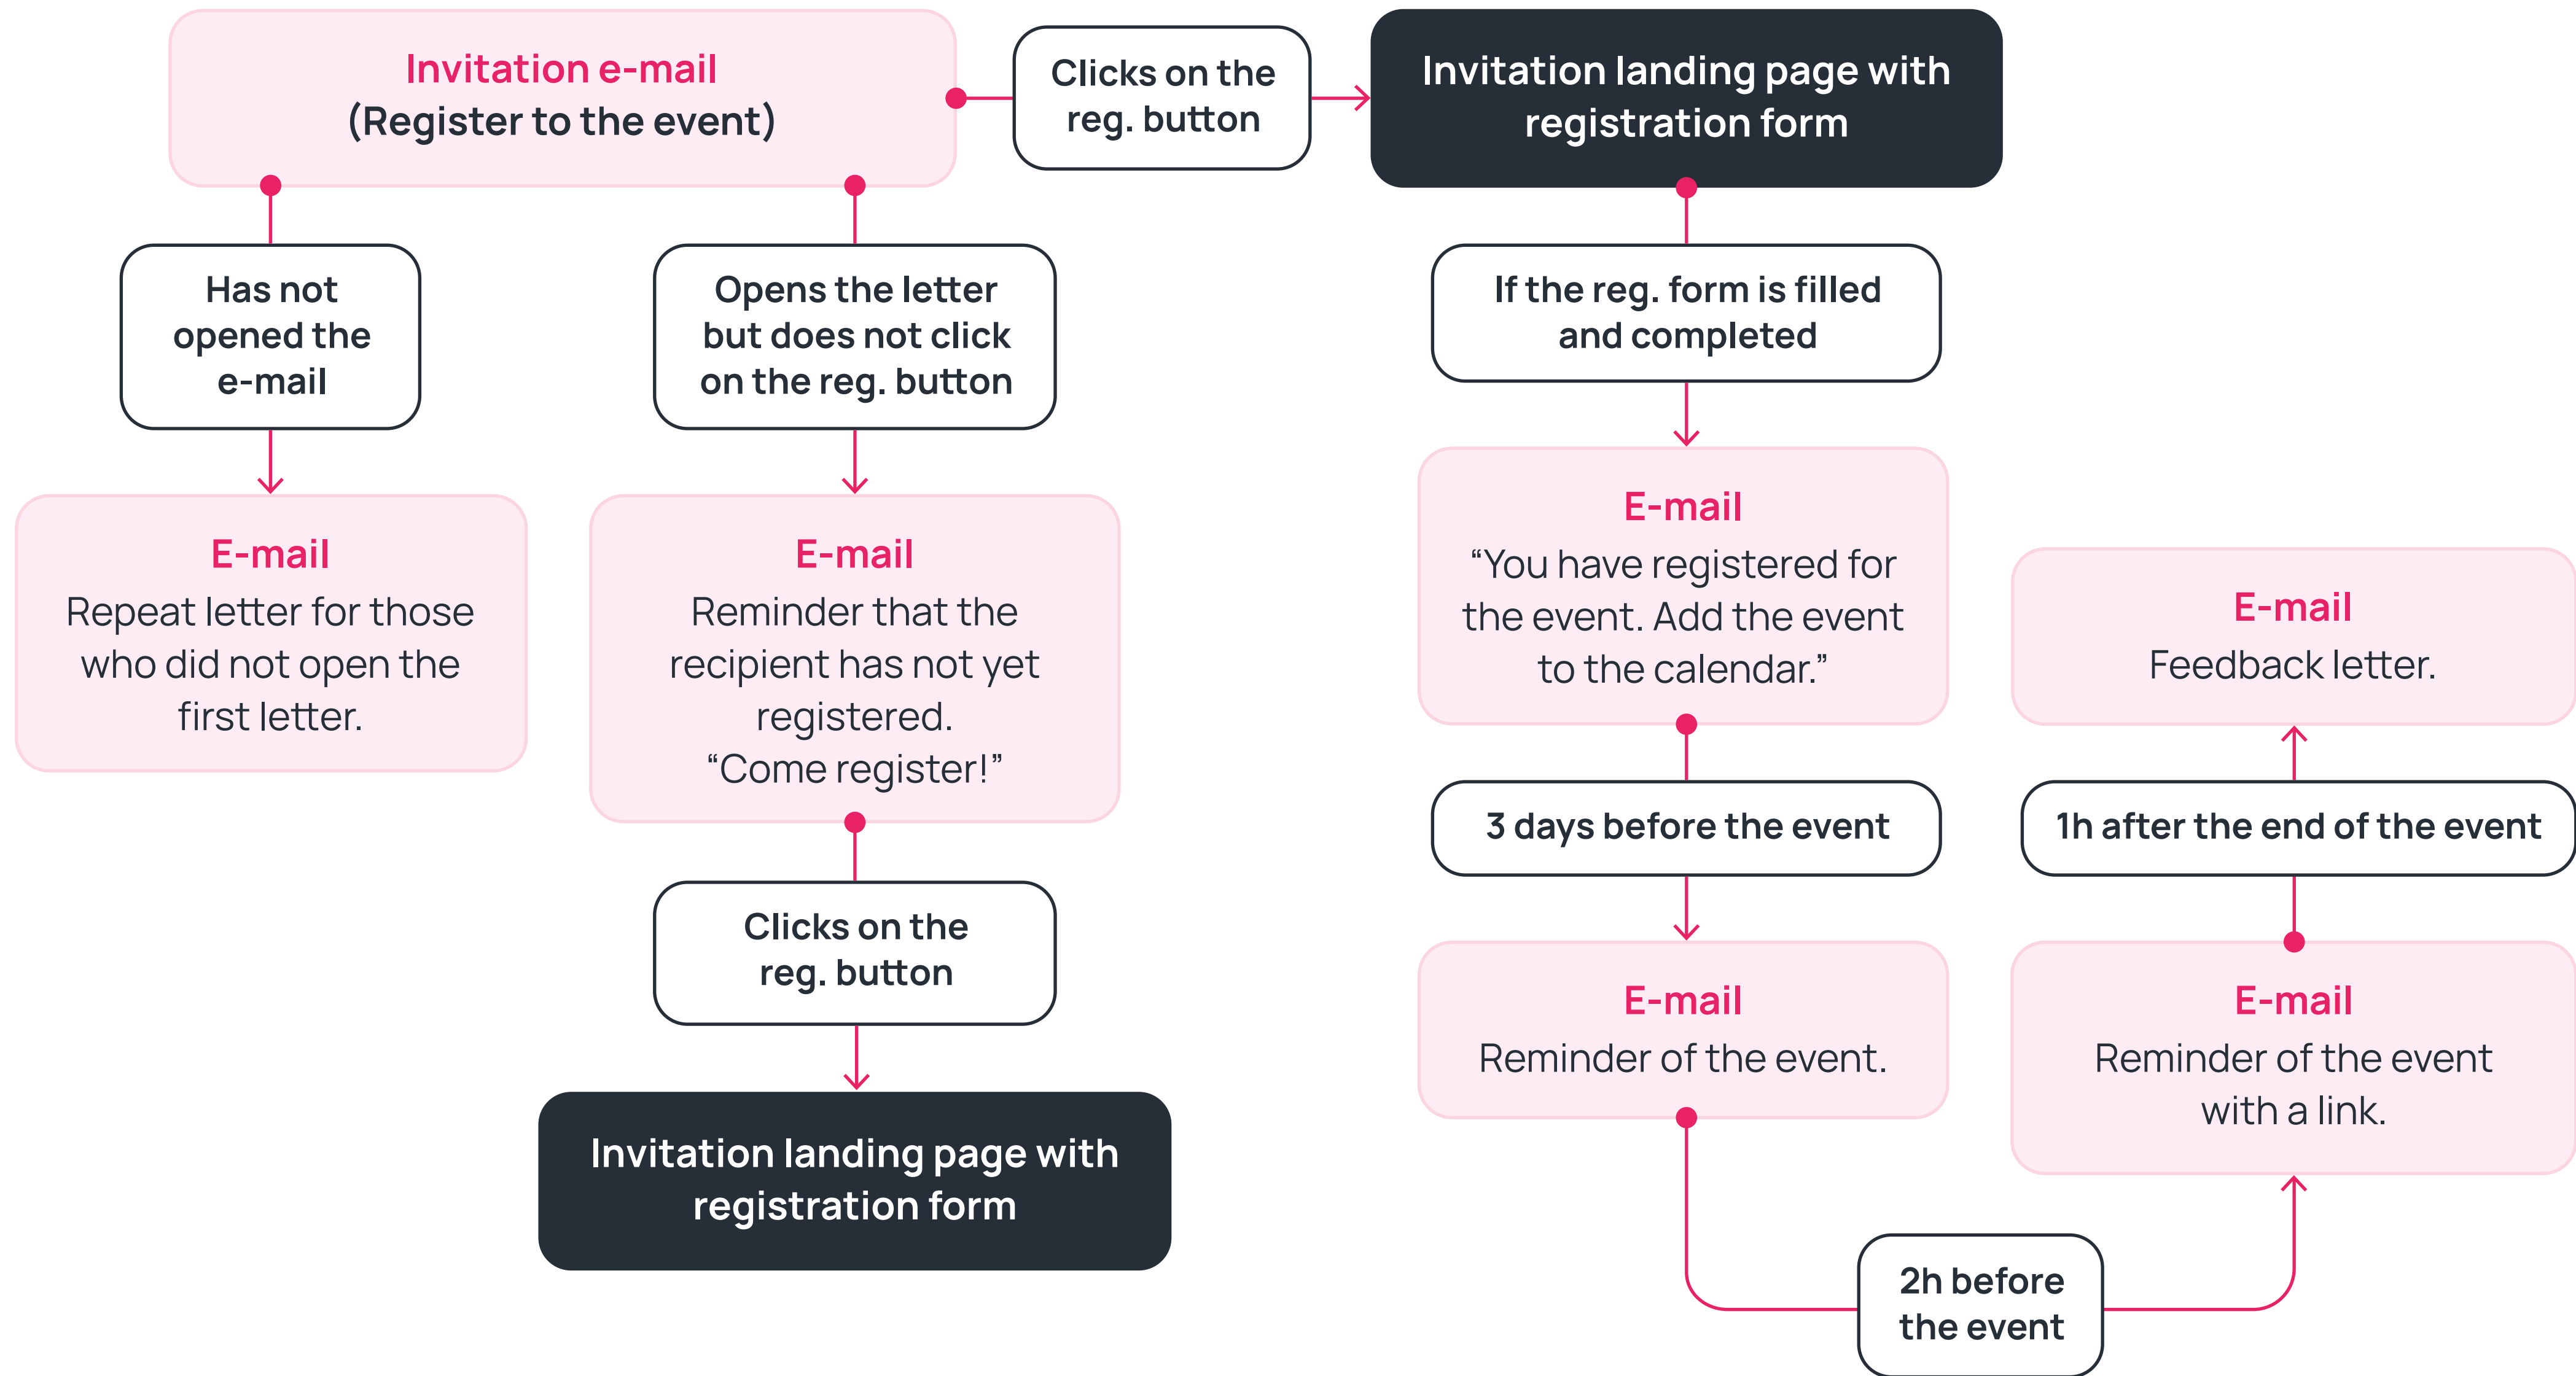 Invitation e-mail
(Register to the event)
Clicks on the
reg. button
Invitation landing page with
registration form
Has not
opened the
e-mail
Opens the letter
but does not click
on the reg. button
If the reg. form is filled
and completed
E-mail
Repeat letter for those
who did not open the
first letter.
E-mail
Reminder that the
recipient has not yet
registered.
“Come register!”
Clicks on the
reg. button
Invitation landing page with
registration form
E-mail
“You have registered for
the event. Add the event
to the calendar.”
3 days before the event
E-mail
Reminder of the event.
2h before
the event
E-mail
Reminder of the event
with a link.
1h after the end of the event
E-mail
Feedback letter.